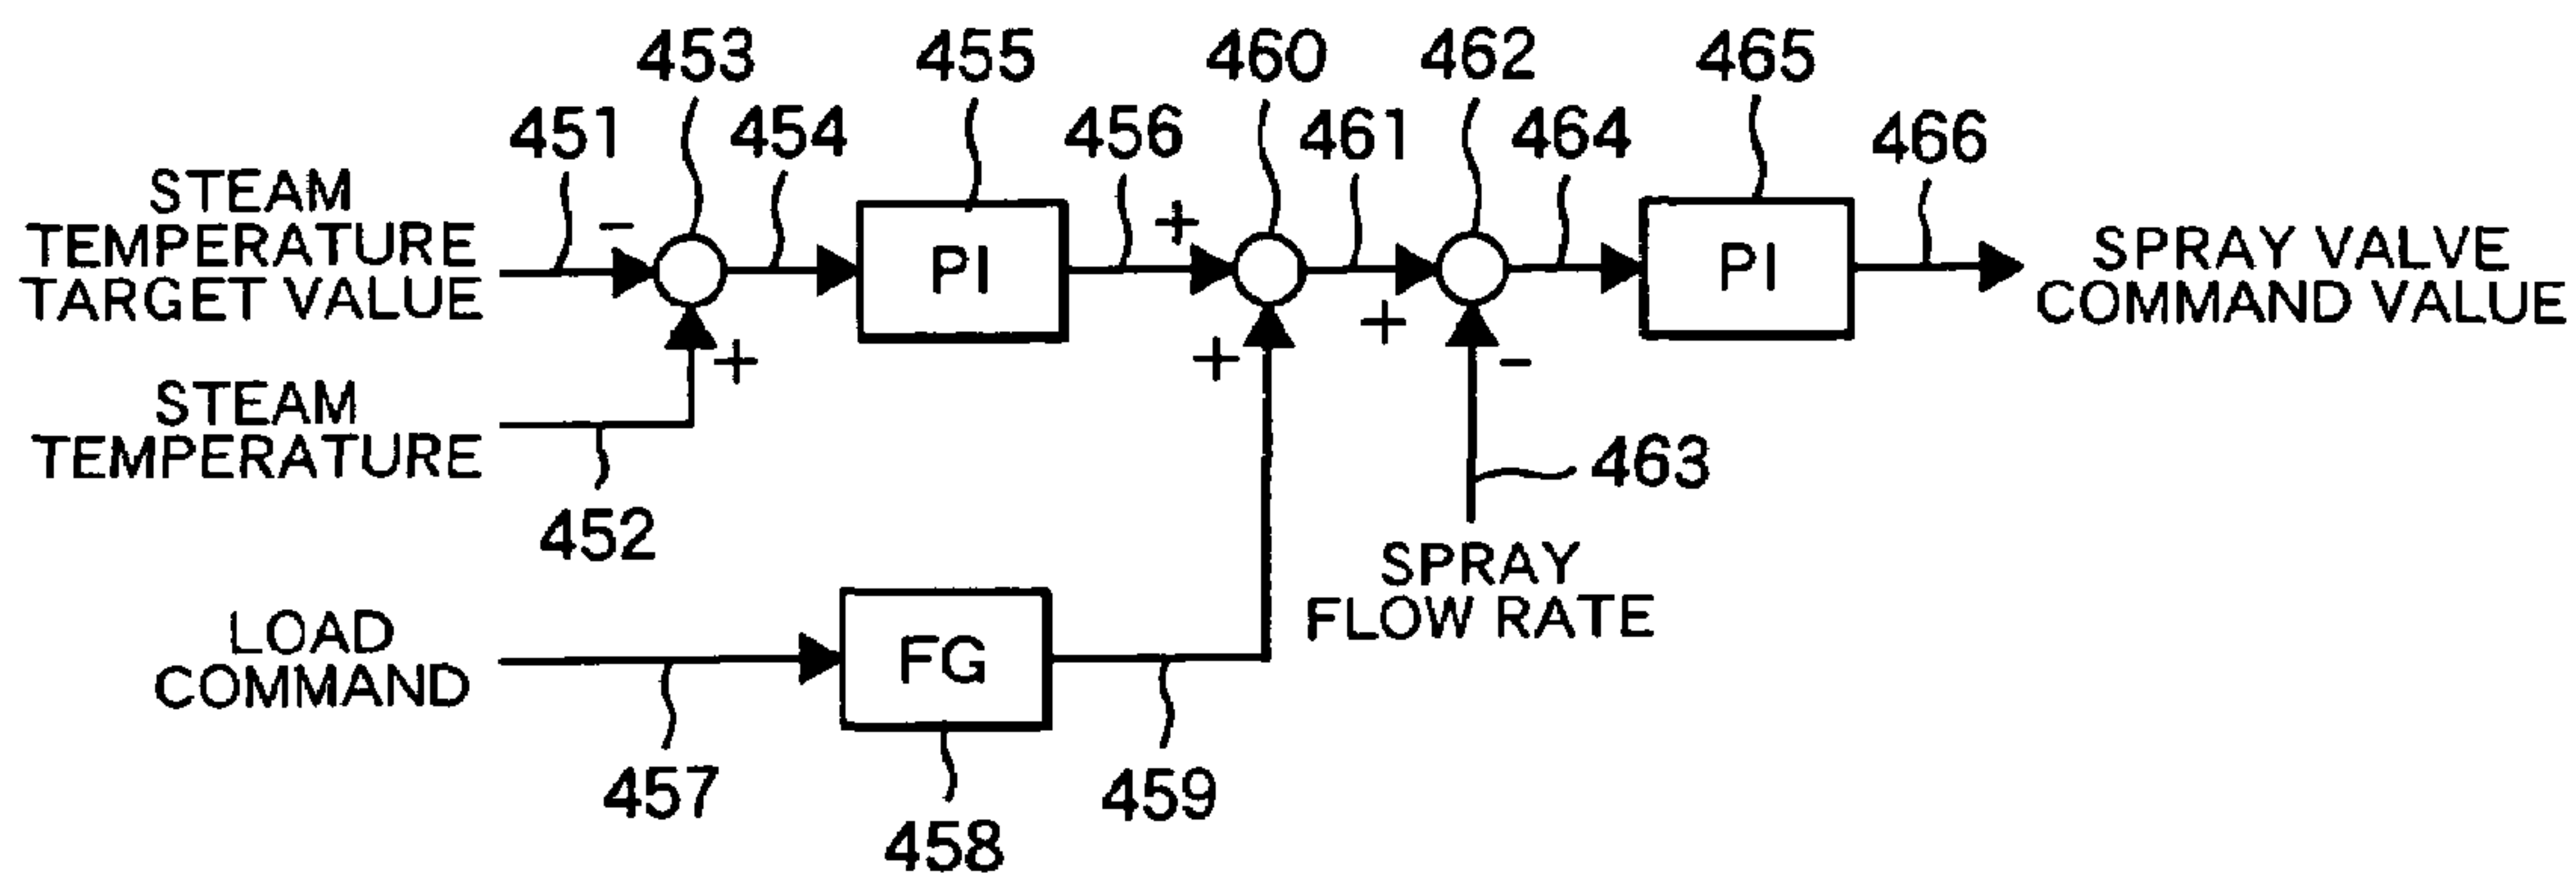 453
455
460
462
465
451
454
456
461
464
466
STEAM
TEMPERATURE
TARGET VALUE
-
+
PI
+
PI
SPRAY VALVE
COMMAND VALUE
+
+
+
-
STEAM
TEMPERATURE
452
463
SPRAY
FLOW RATE
LOAD
COMMAND
FG
457
458
459